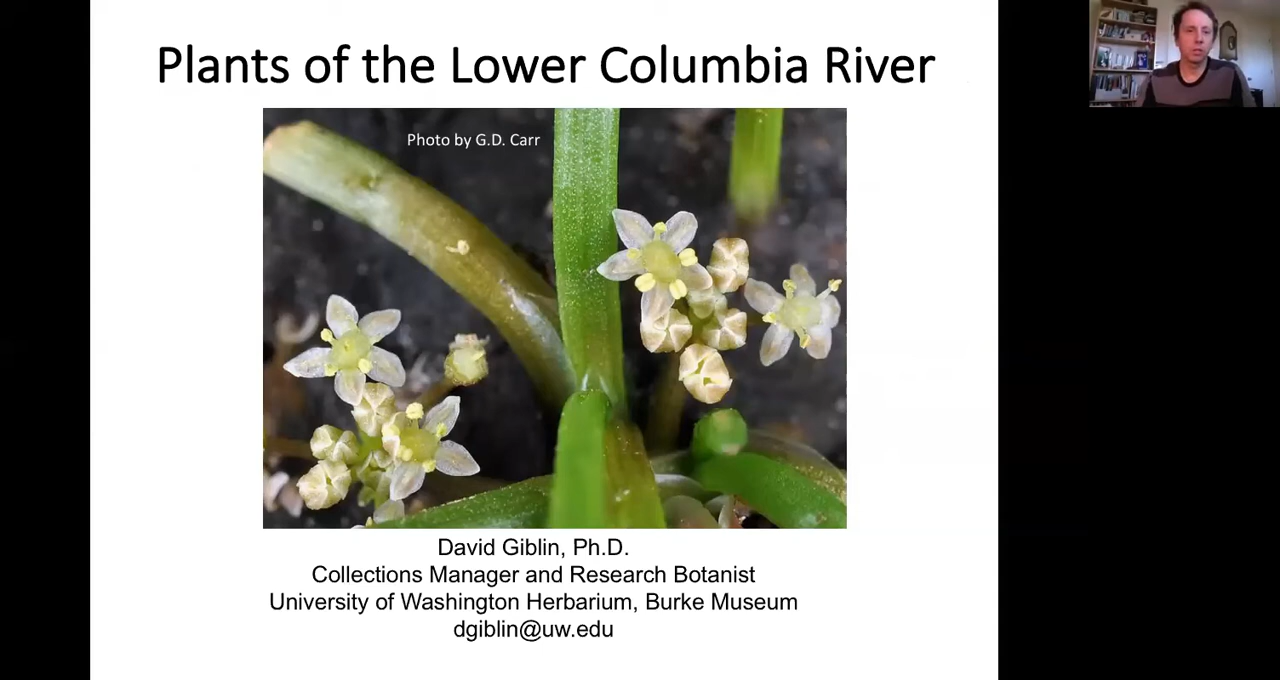 Plants of the Lower Columbia River
Photo by G.D. Carr
David Giblin, Ph.D.
Collections Manager and Research Botanist
University of Washington Herbarium, Burke Museum
dgiblin@uw.edu